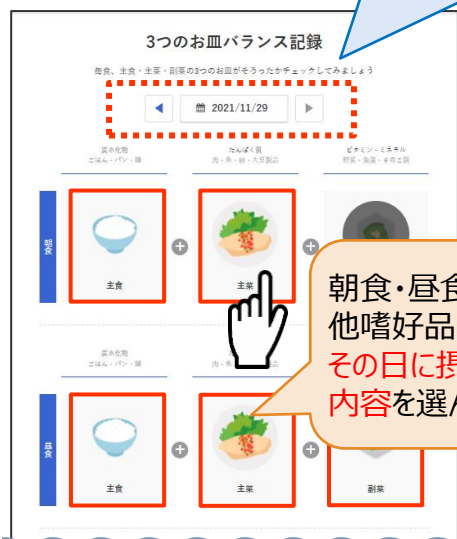 3つのお皿バランス記録
毎食、主食・主菜・副菜の3つのお皿がそろったかチェックしてみましょう
2021/11/29
炭水化物
ごはん・パン・麺
たんぱく質
肉・魚・卵・大豆製品
ビタミン・ミネラル
野菜・海藻・きのこ類
朝食
主食
主菜
朝食・昼食
他嗜好品
その日に摂
内容を選
炭水化物
ごはん・パン・麺
肉・魚
昼食
主食
主菜
副菜